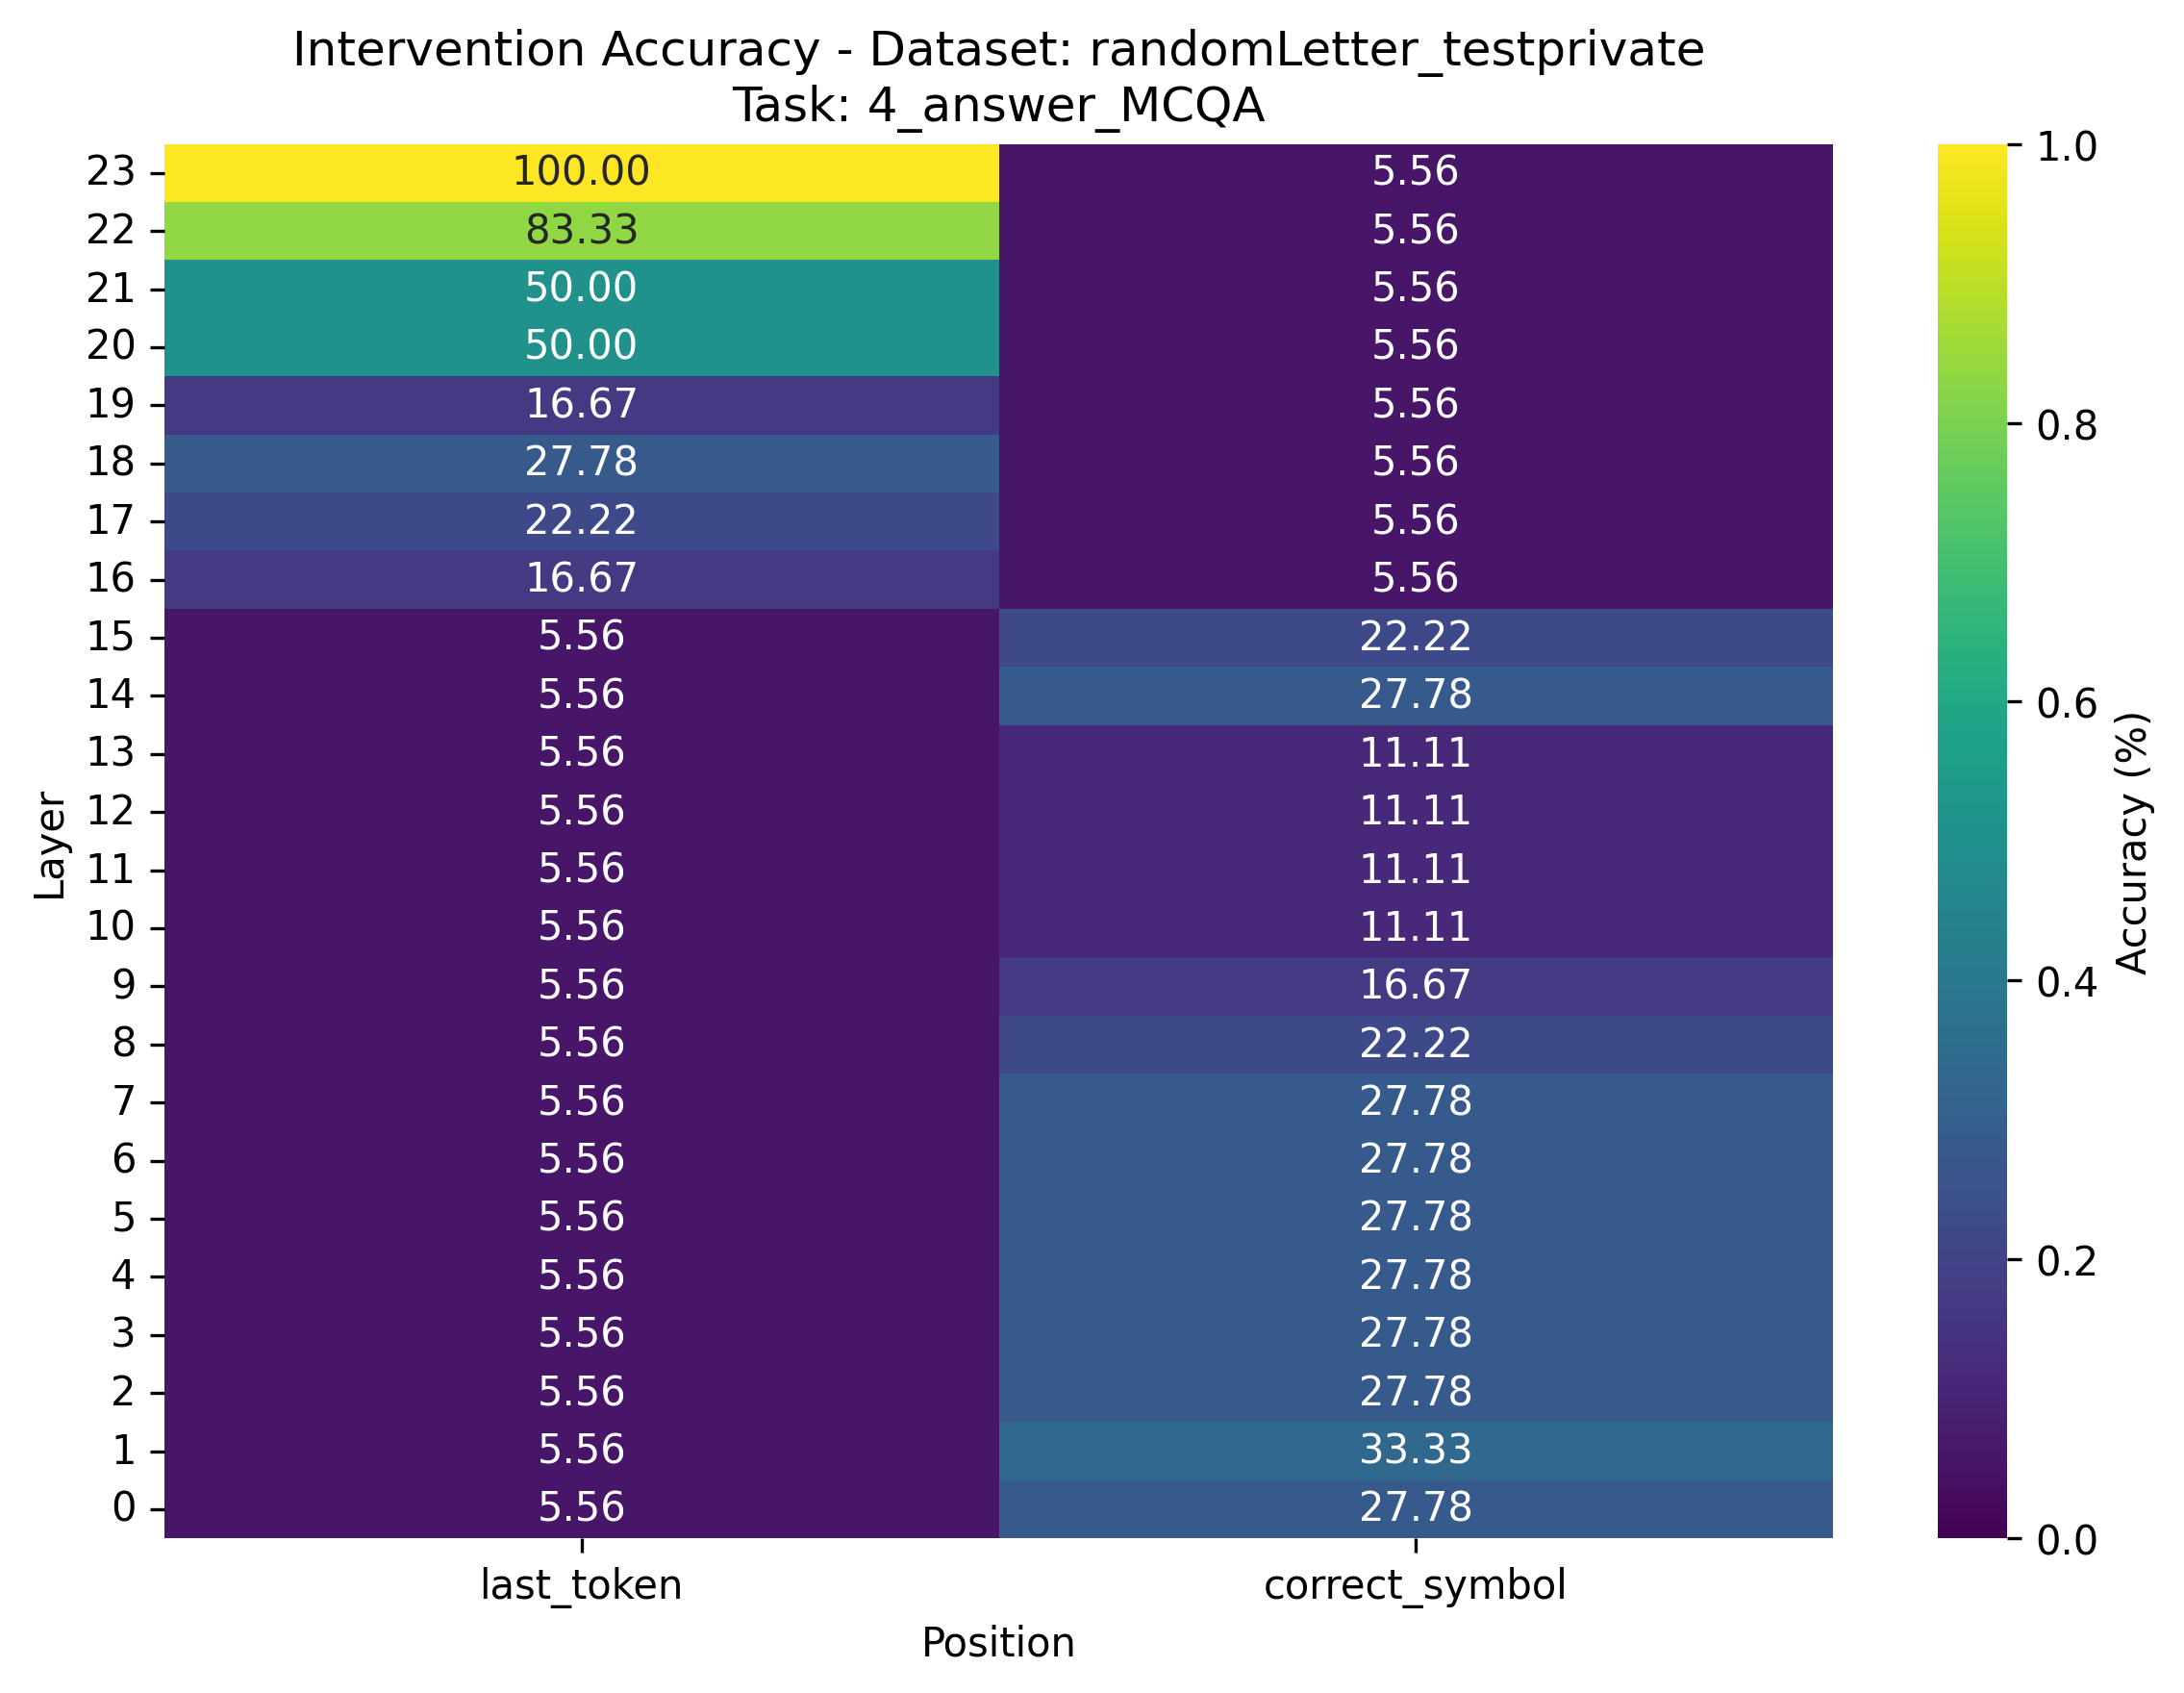 Intervention Accuracy - Dataset: randomLetter_testprivate
Task: 4_answer_MCQA
23 100.00 5.56
22 83.33 5.56
21 50.00 5.56
20 50.00 5.56
19 16.67 5.56
18 27.78 5.56
17 22.22 5.56
16 16.67 5.56
15 5.56 22.22
14 5.56 27.78
13 5.56 11.11
12 5.56 11.11
11 5.56 11.11
10 5.56 11.11
9 5.56 16.67
8 5.56 22.22
7 5.56 27.78
6 5.56 27.78
5 5.56 27.78
4 5.56 27.78
3 5.56 27.78
2 5.56 27.78
1 5.56 33.33
0 5.56 27.78
last_token correct_symbol
Position
Layer
1.0
0.8
0.6
0.4
0.2
0.0
Accuracy (%)